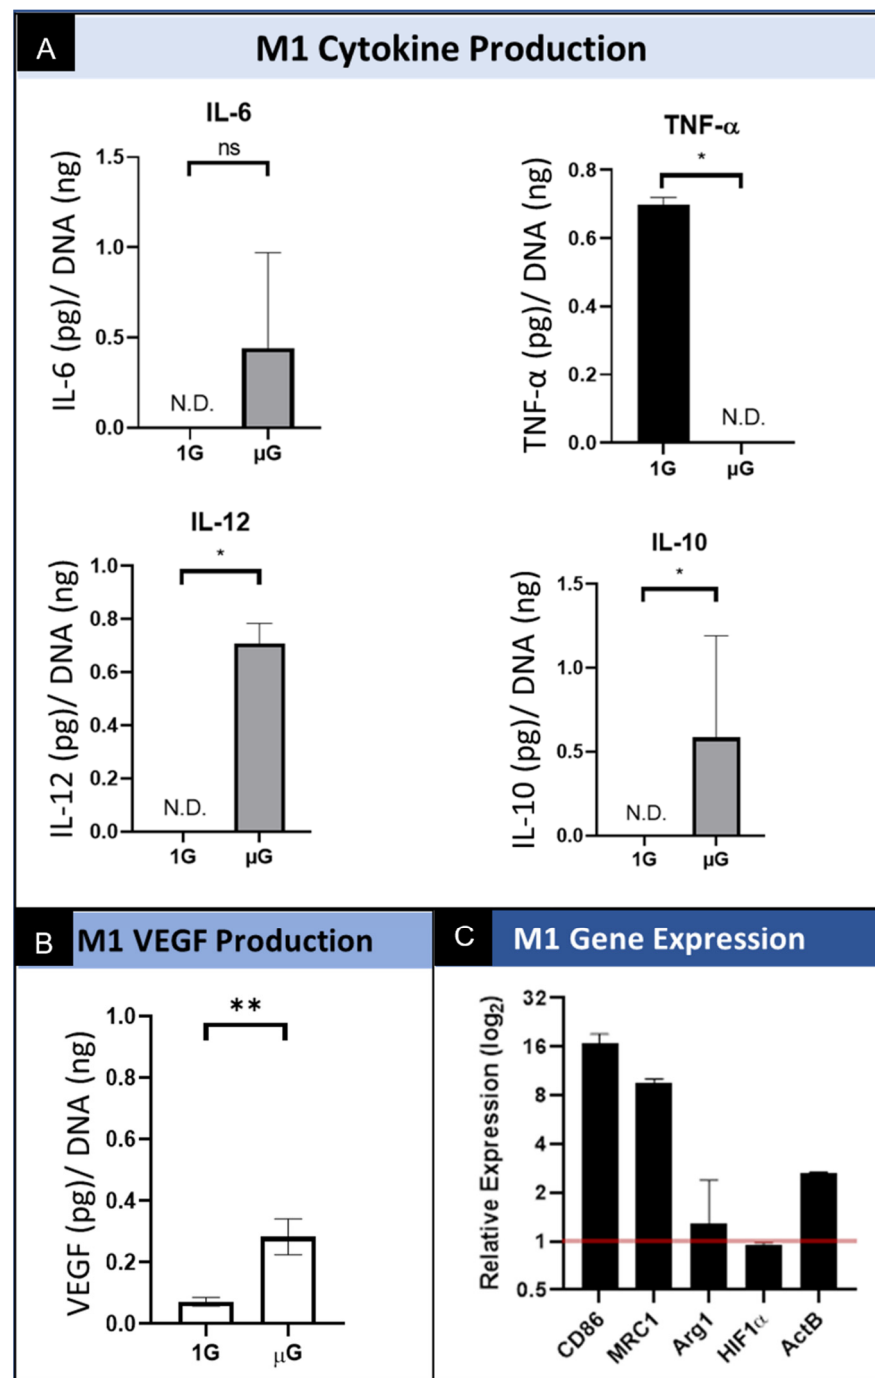 A
M1 Cytokine Production
IL-6
ns
IL-6 (pg)/ DNA (ng)
1.5
1.0
0.5
0.0
N.D.
1G
µG
TNF-α
*
TNF-α (pg)/ DNA (ng)
0.8
0.6
0.4
0.2
0.0
N.D.
1G
µG
IL-12
*
IL-12 (pg)/ DNA (ng)
1.0
0.8
0.6
0.4
0.2
0.0
N.D.
1G
µG
IL-10
*
IL-10 (pg)/ DNA (ng)
1.5
1.0
0.5
0.0
N.D.
1G
µG
B
M1 VEGF Production
**
VEGF (pg)/ DNA (ng)
1.0
0.8
0.6
0.4
0.2
0.0
1G
µG
C
M1 Gene Expression
Relative Expression (log₂)
32
16
8
4
2
1
0.5
CD86
MRC1
Arg1
HIF1α
ActB